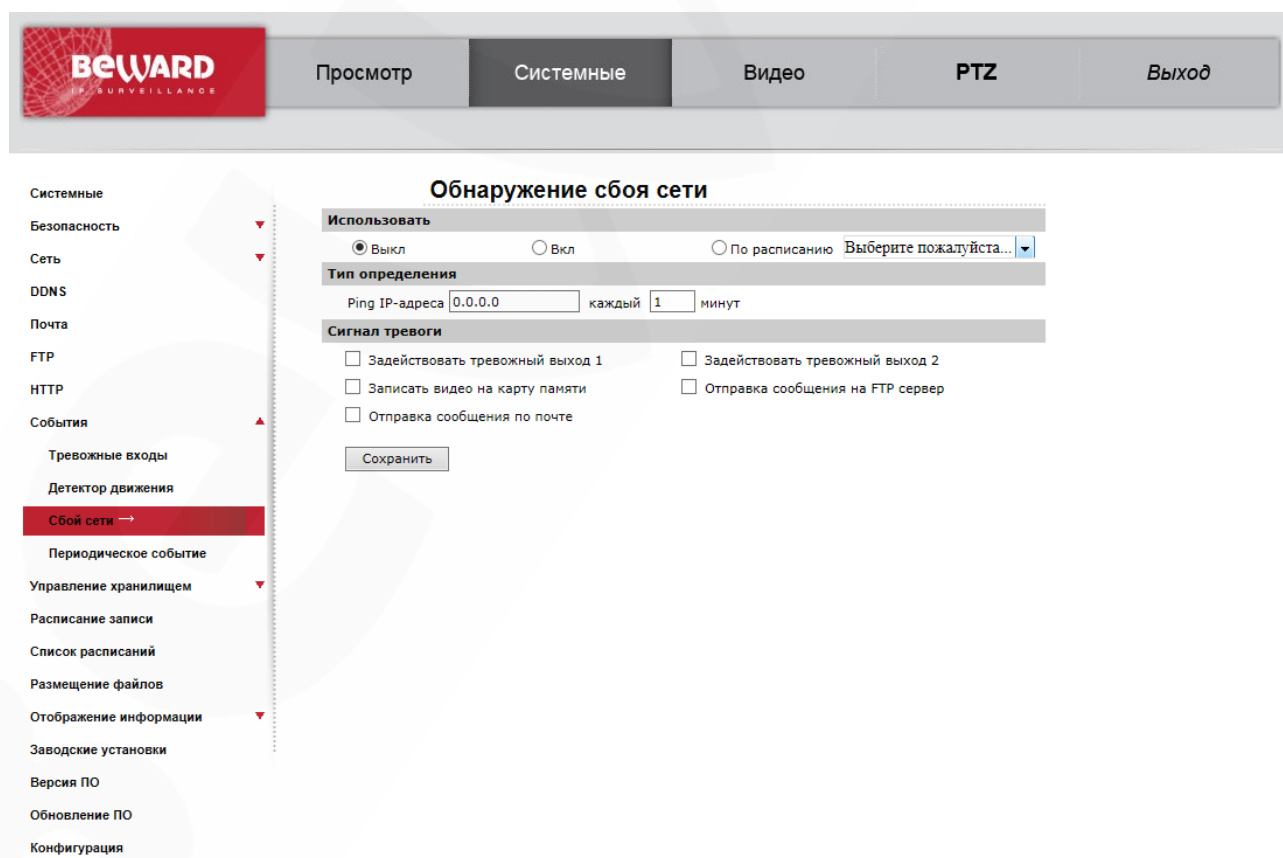 BEWARD
IP SURVEILLANCE
Просмотр
Системные
Видео
PTZ
Выход
Системные
Безопасность
Сеть
DDNS
Почта
FTP
HTTP
События
Тревожные входы
Детектор движения
Сбой сети →
Периодическое событие
Управление хранилищем
Расписание записи
Список расписаний
Размещение файлов
Отображение информации
Заводские установки
Версия ПО
Обновление ПО
Конфигурация
Обнаружение сбоя сети
Использовать
Выкл Вкл По расписанию Выберите пожалуйста...
Тип определения
Ping IP-адреса 0.0.0.0 каждый 1 минут
Сигнал тревоги
Задействовать тревожный выход 1 Задействовать тревожный выход 2
Записать видео на карту памяти Отправка сообщения на FTP сервер
Отправка сообщения по почте
Сохранить